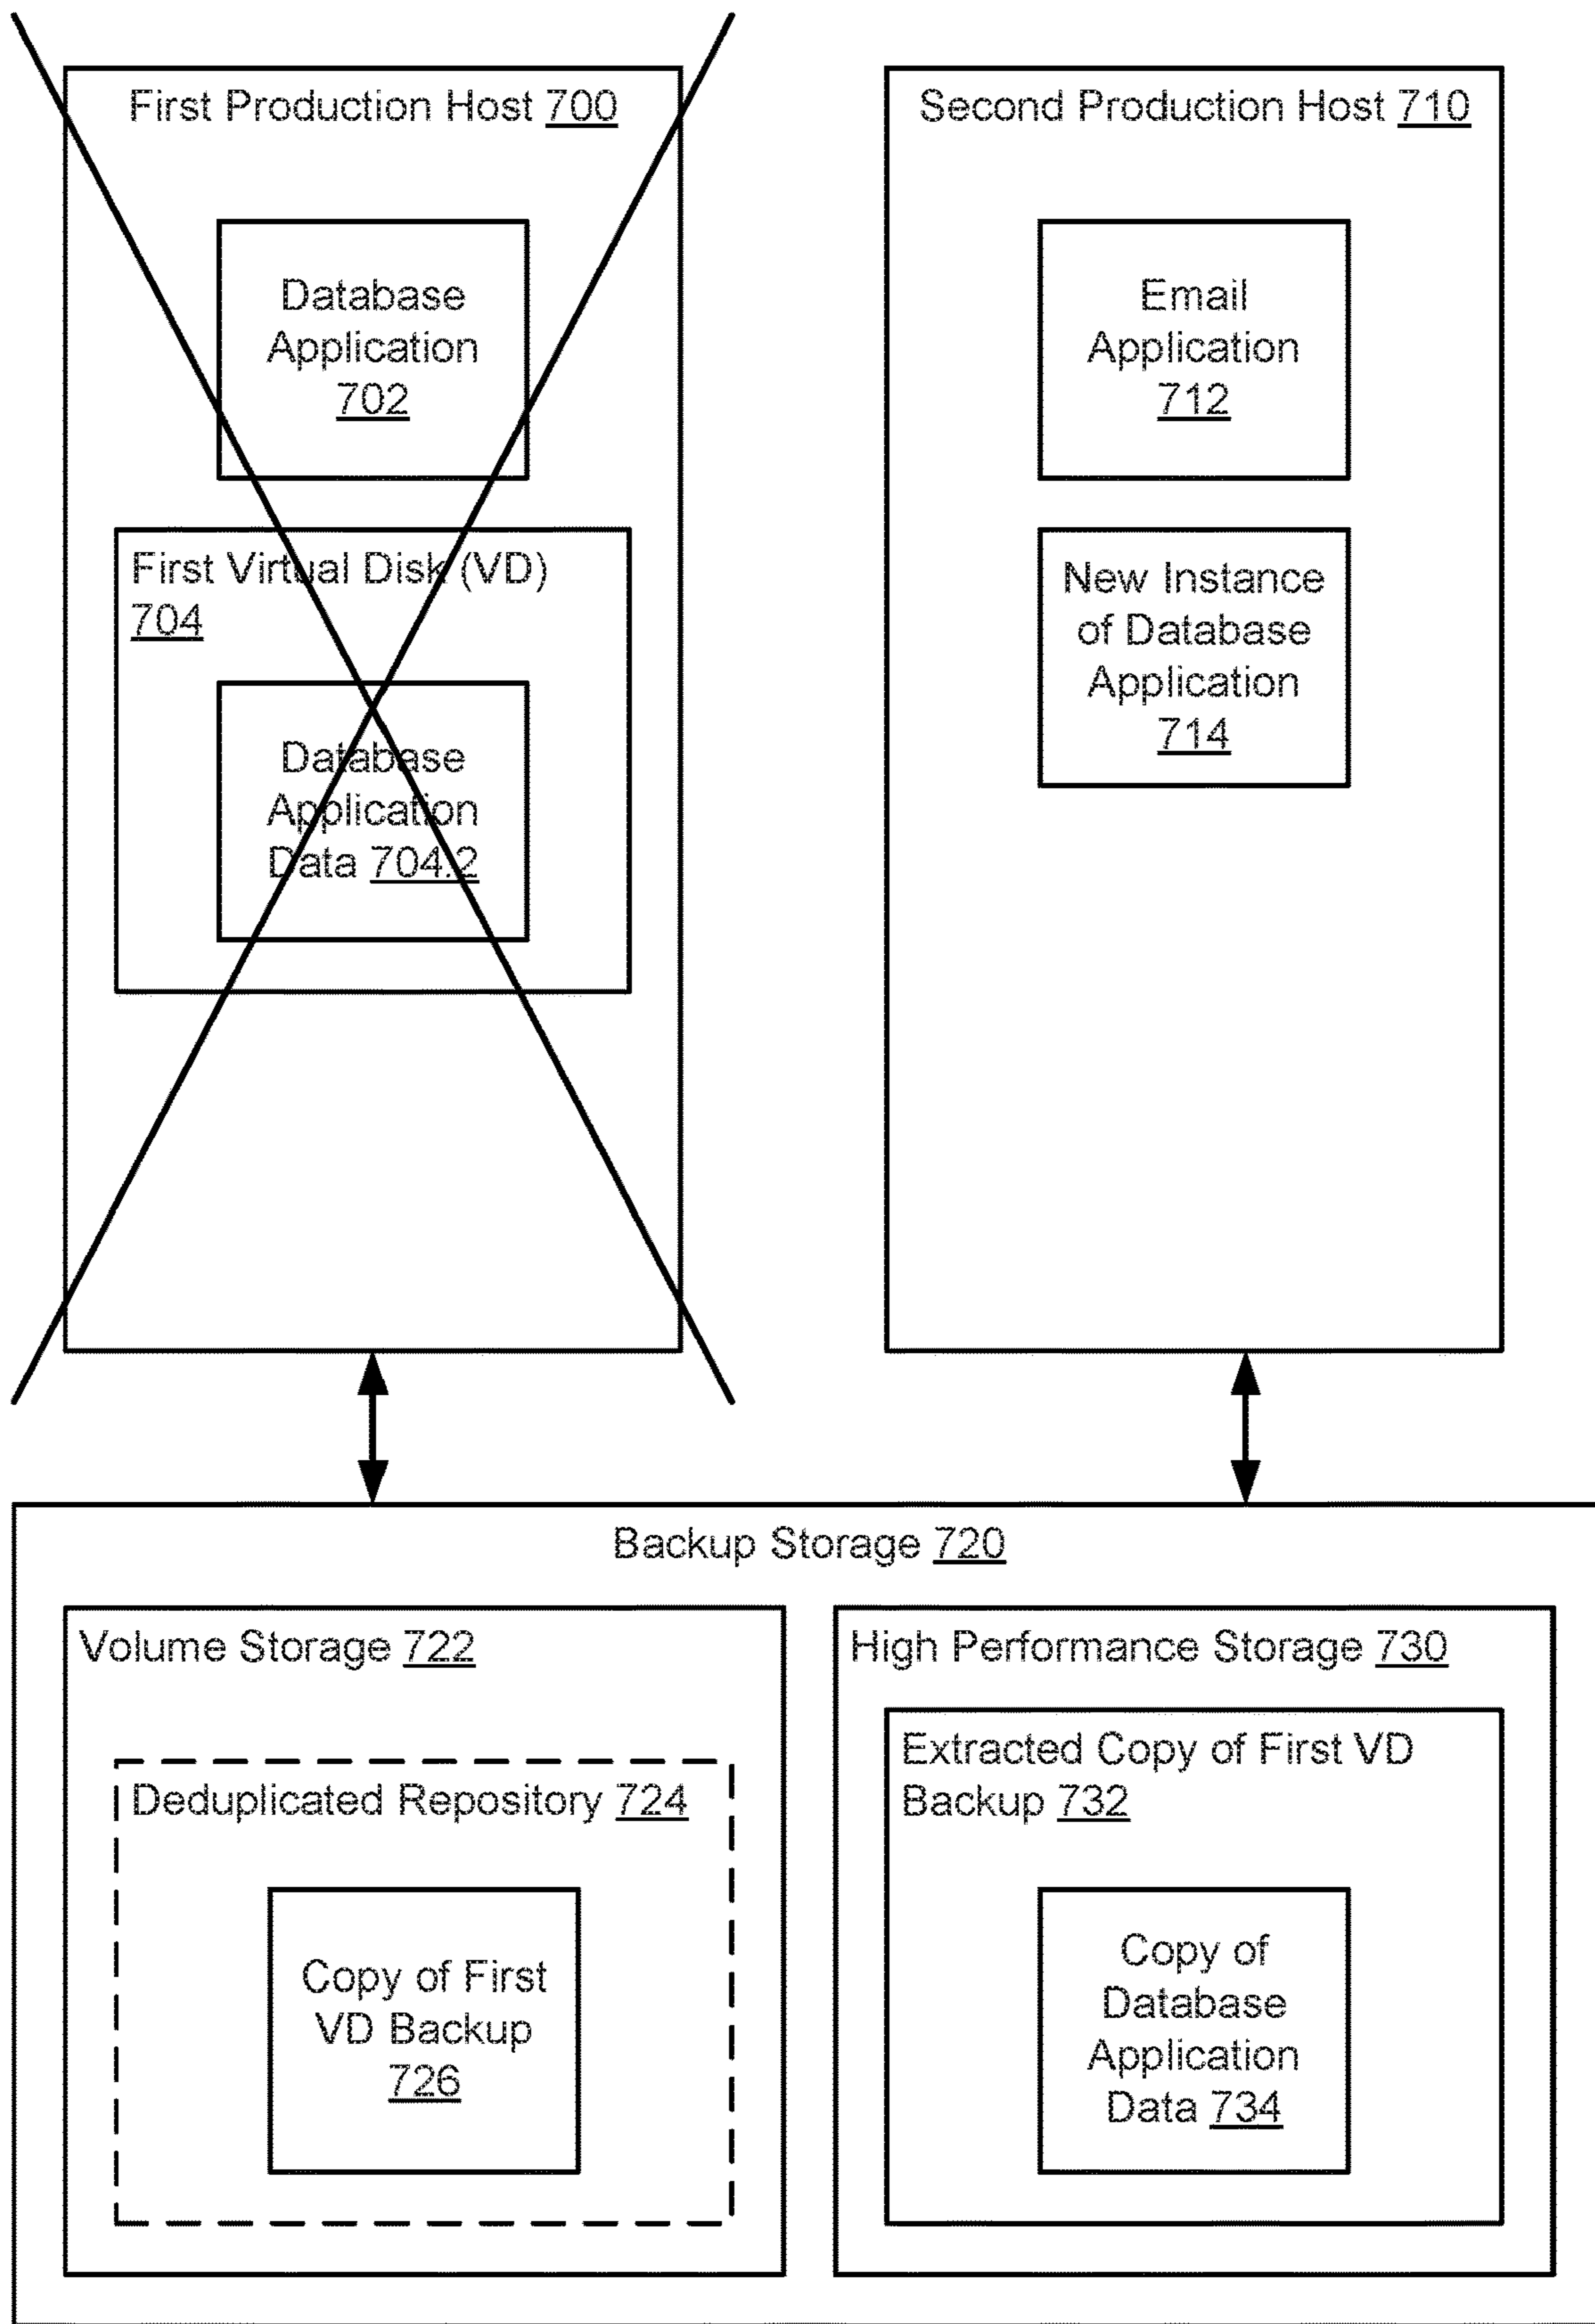 First Production Host 700
Database
Application
702
First Virtual Disk (VD)
704
Database
Application
Data 704.2
Second Production Host 710
Email
Application
712
New Instance
of Database
Application
714
Backup Storage 720
Volume Storage 722
Deduplicated Repository 724
Copy of First
VD Backup
726
High Performance Storage 730
Extracted Copy of First VD
Backup 732
Copy of
Database
Application
Data 734